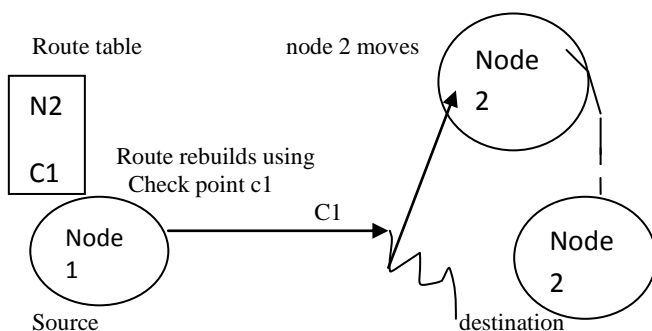 Route table
node 2 moves
N2
C1
Node
2
Route rebuilds using
Check point c1
C1
Node
1
Node
2
Source
destination